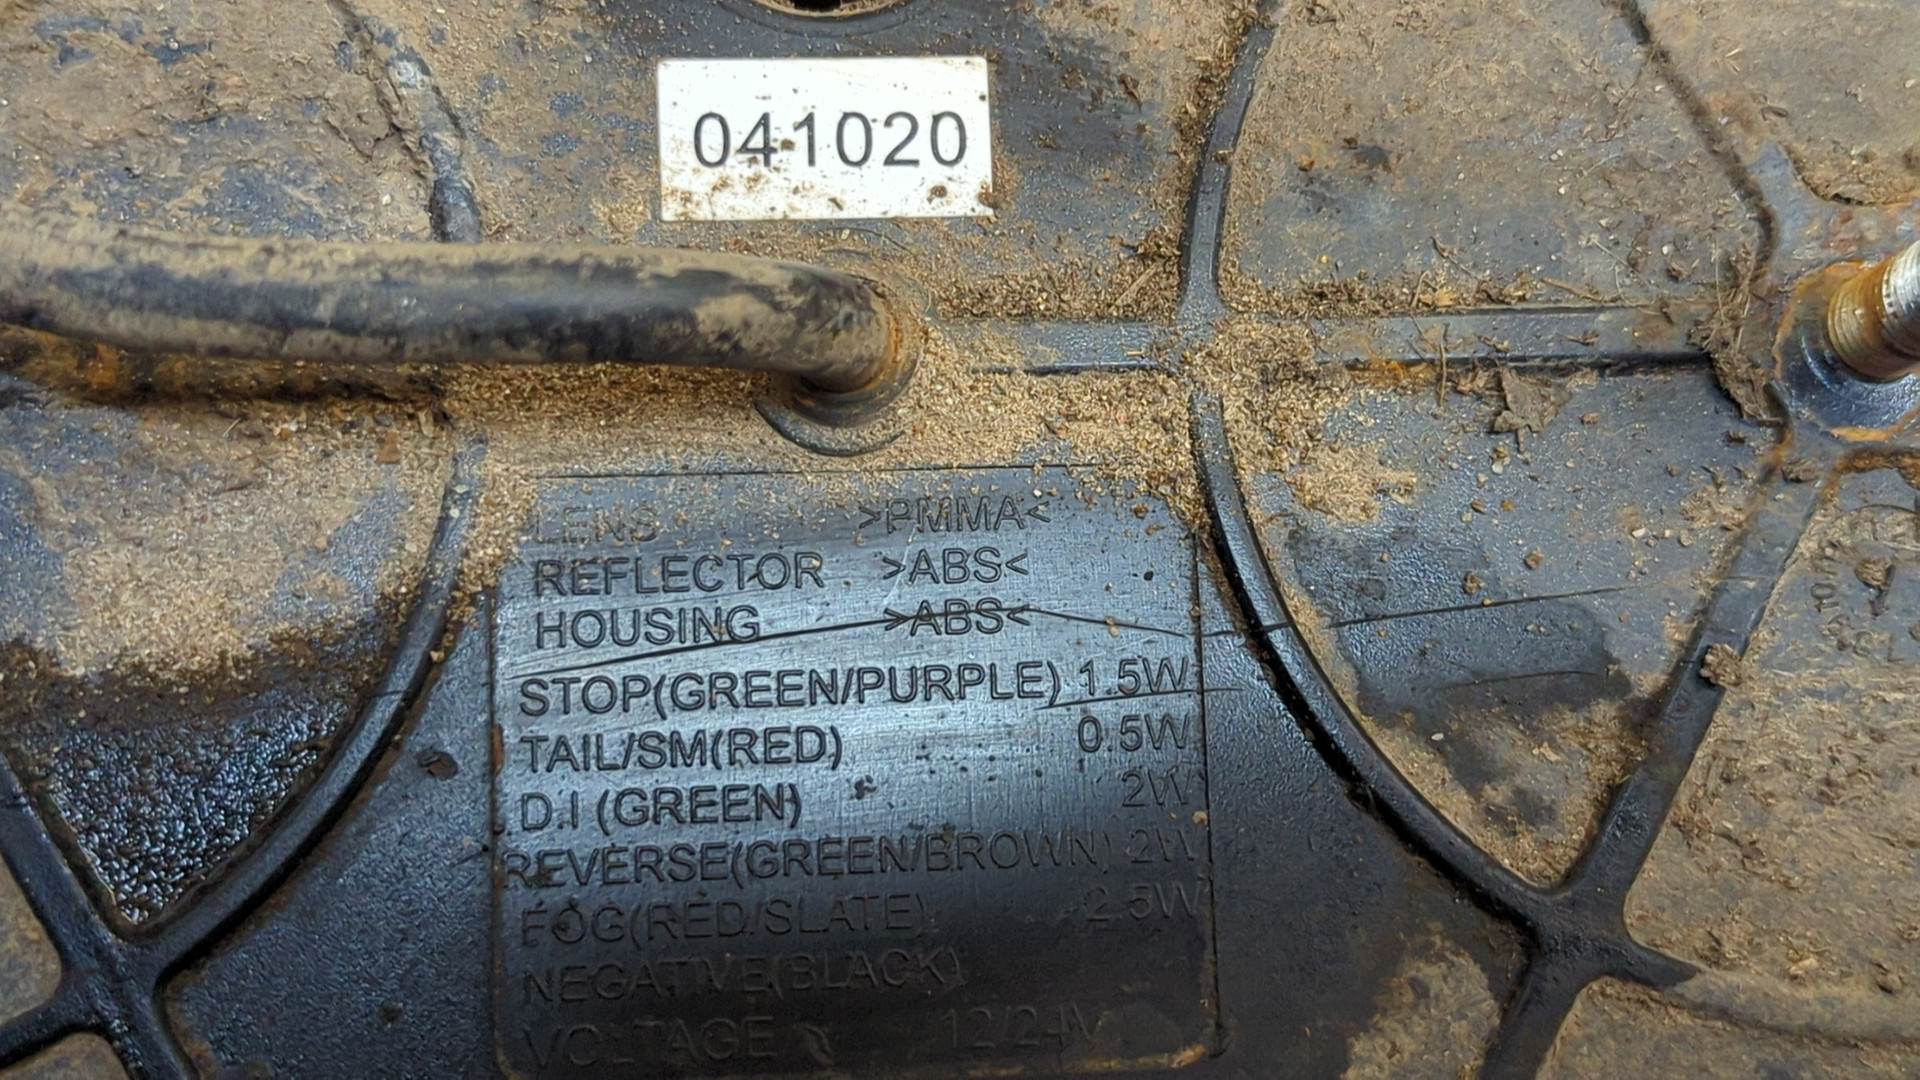 041020
LENS >PMMA<
REFLECTOR >ABS<
HOUSING >ABS<
STOP(GREEN/PURPLE) 1.5W
TAIL/SM(RED) 0.5W
D.I (GREEN) 2W
REVERSE(GREEN/BROWN) 2W
FOG(RED/SLATE) 2.5W
NEGATIVE(BLACK)
VOLTAGE 12/24V